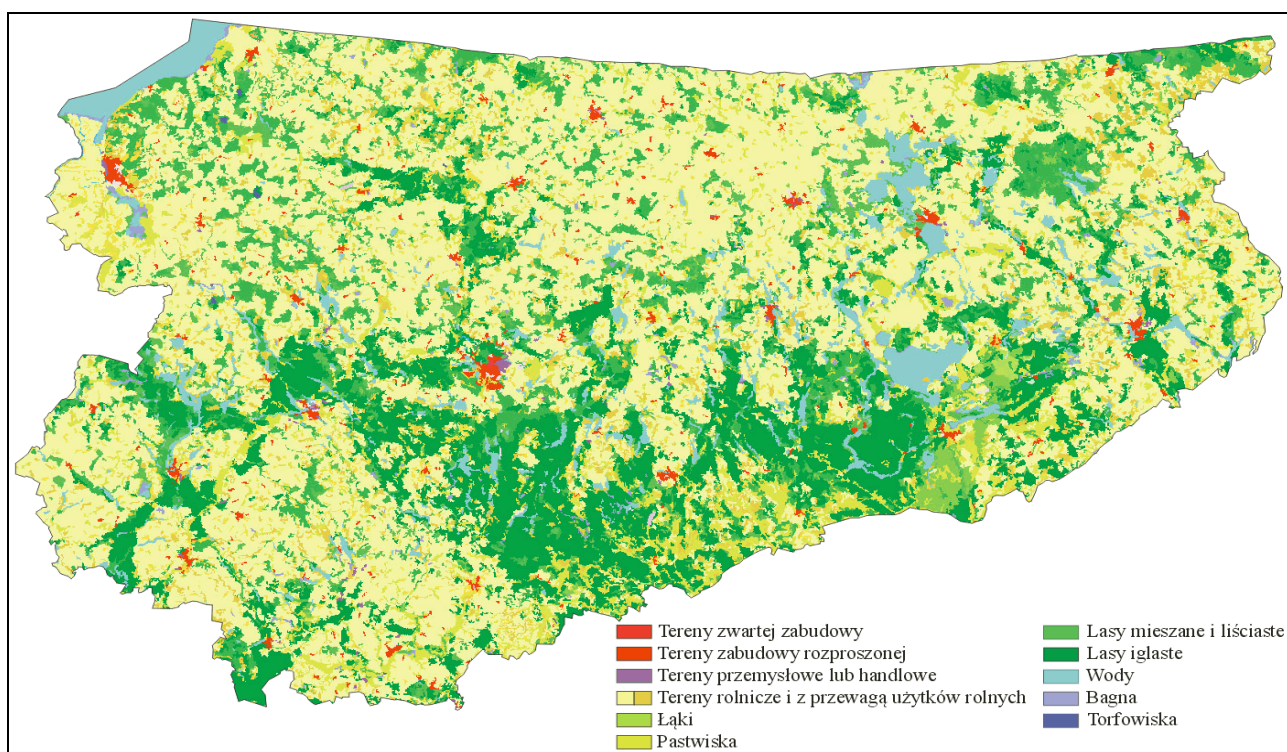 Tereny zwartej zabudowy
Tereny zabudowy rozproszonej
Tereny przemysłowe lub handlowe
Tereny rolnicze i z przewagą użytków rolnych
Łąki
Pastwiska
Lasy mieszane i liściaste
Lasy iglaste
Wody
Bagna
Torfowiska